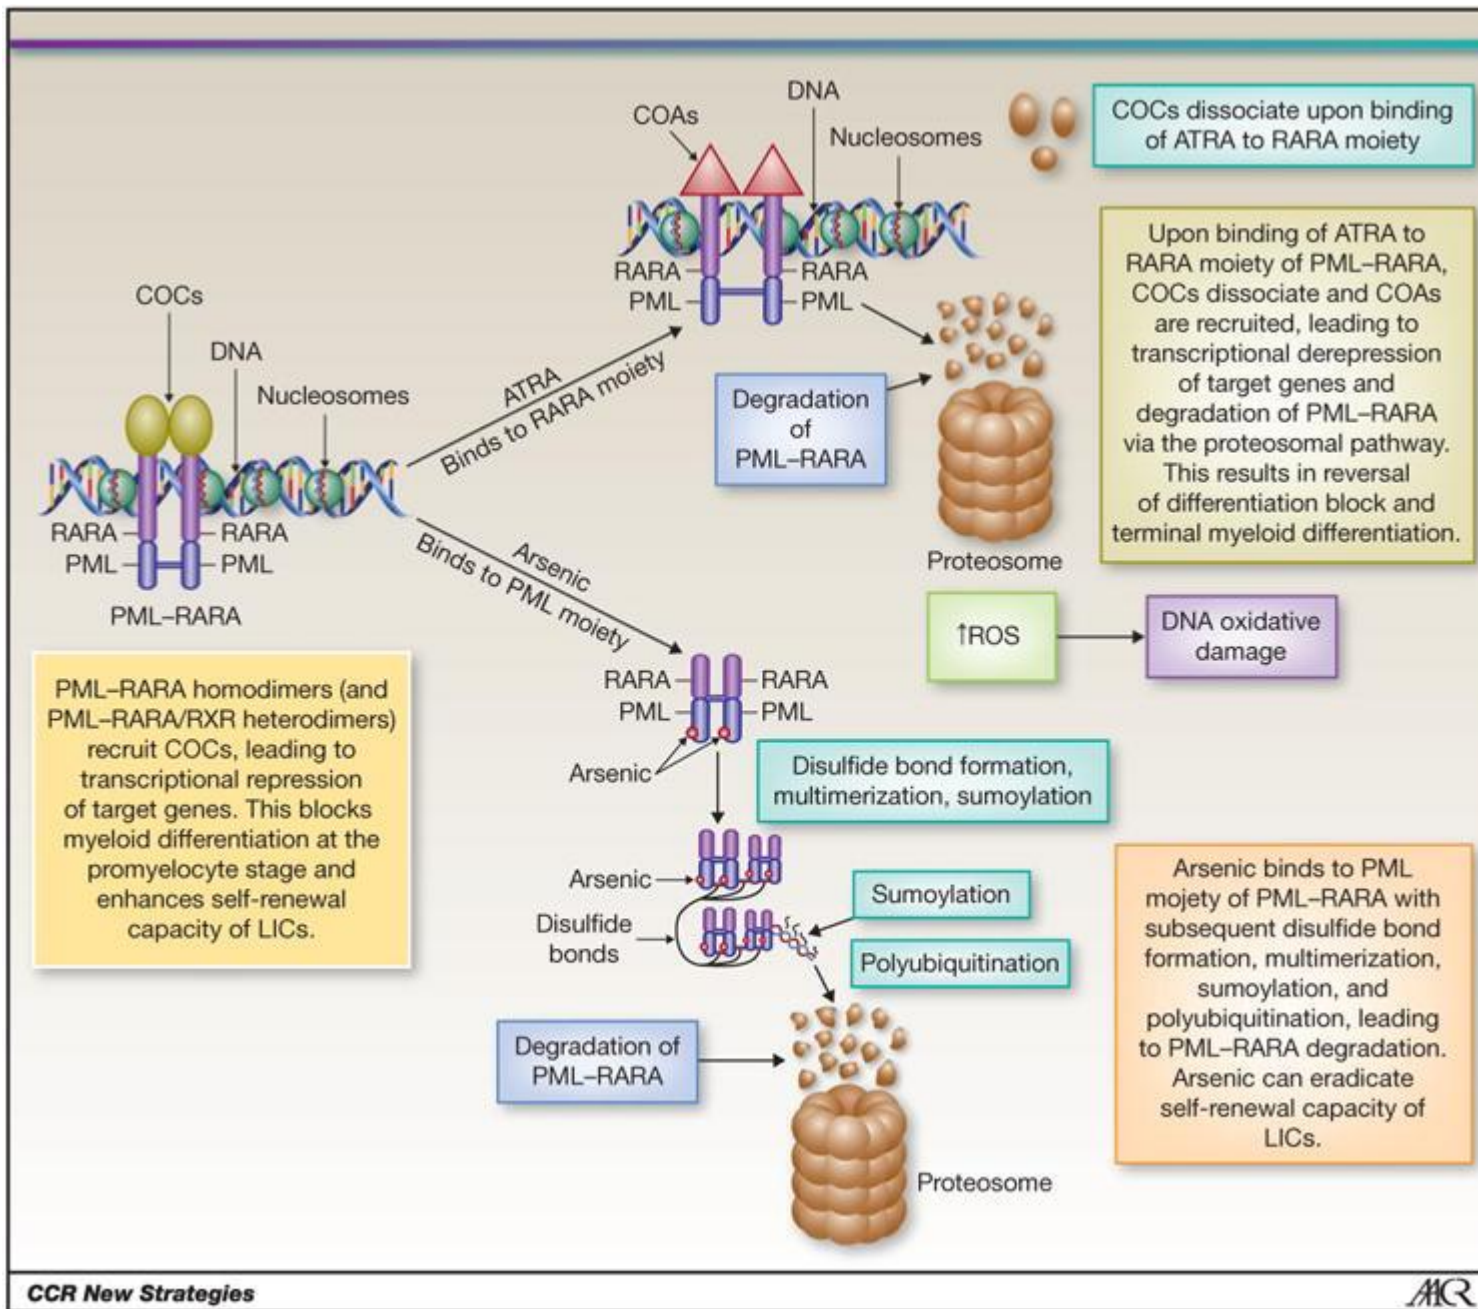 COCs
DNA
Nucleosomes
RARA
RARA
PML
PML
PML–RARA
PML–RARA homodimers (and
PML–RARA/RXR heterodimers)
recruit COCs, leading to
transcriptional repression
of target genes. This blocks
myeloid differentiation at the
promyelocyte stage and
enhances self-renewal
capacity of LICs.
ATRA
Binds to RARA moiety
COAs
DNA
Nucleosomes
RARA
RARA
PML
PML
COCs dissociate upon binding
of ATRA to RARA moiety
Degradation
of
PML–RARA
Proteosome
Upon binding of ATRA to
RARA moiety of PML–RARA,
COCs dissociate and COAs
are recruited, leading to
transcriptional derepression
of target genes and
degradation of PML–RARA
via the proteosomal pathway.
This results in reversal
of differentiation block and
terminal myeloid differentiation.
↑ROS
DNA oxidative
damage
Arsenic
Binds to PML moiety
RARA
RARA
PML
PML
Arsenic
Disulfide bond formation,
multimerization, sumoylation
Arsenic
Disulfide
bonds
Sumoylation
Polyubiquitination
Degradation of
PML–RARA
Proteosome
Arsenic binds to PML
mojety of PML–RARA with
subsequent disulfide bond
formation, multimerization,
sumoylation, and
polyubiquitination, leading
to PML–RARA degradation.
Arsenic can eradicate
self-renewal capacity of
LICs.
CCR New Strategies
AACR